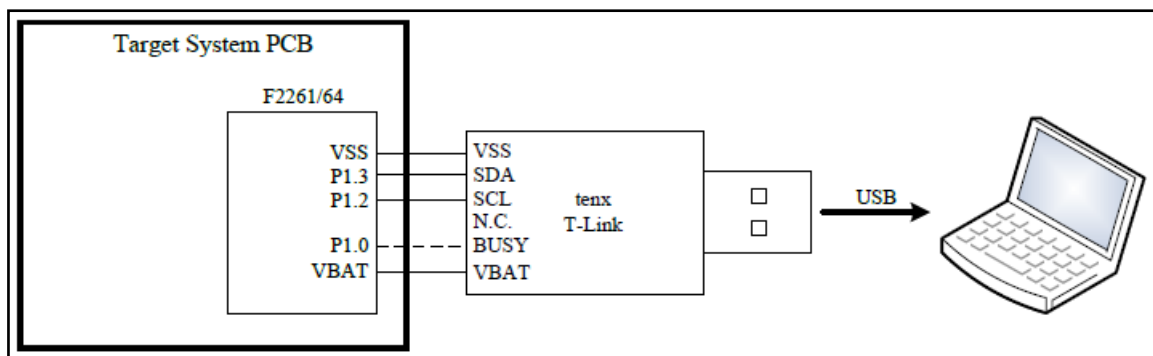 Target System PCB
F2261/64
VSS
P1.3
P1.2
P1.0
VBAT
VSS
SDA
SCL
N.C.
BUSY
VBAT
tenx
T-Link
USB